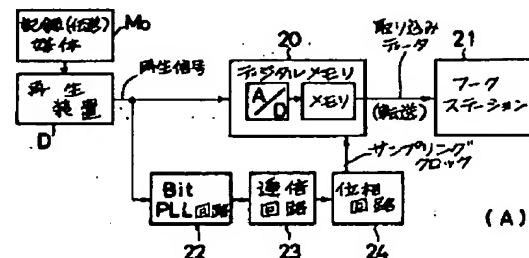 記録(伝送)
媒体
Mo
再生
装置
D
再生信号
20
デジタルメモリ
A/D
メモリ
取り込み
データ
(転送)
21
ワーク
ステーション
サンプリング
クロック
Bit
PLL回路
22
逓倍
回路
23
位相
回路
24
(A)